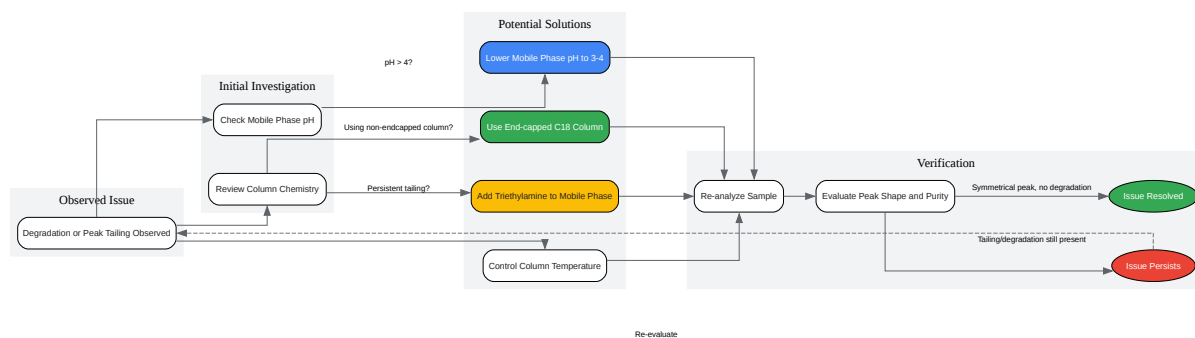 Potential Solutions
Lower Mobile Phase pH to 3-4
pH > 4?
Initial Investigation
Check Mobile Phase pH
Using non-endcapped column?
Use End-capped C18 Column
Verification
Review Column Chemistry
Persistent tailing?
Add Triethylamine to Mobile Phase
Re-analyze Sample
Evaluate Peak Shape and Purity
Symmetrical peak, no degradation
Issue Resolved
Observed Issue
Degradation or Peak Tailing Observed
Tailing/degradation still present
Control Column Temperature
Issue Persists
Re-evaluate